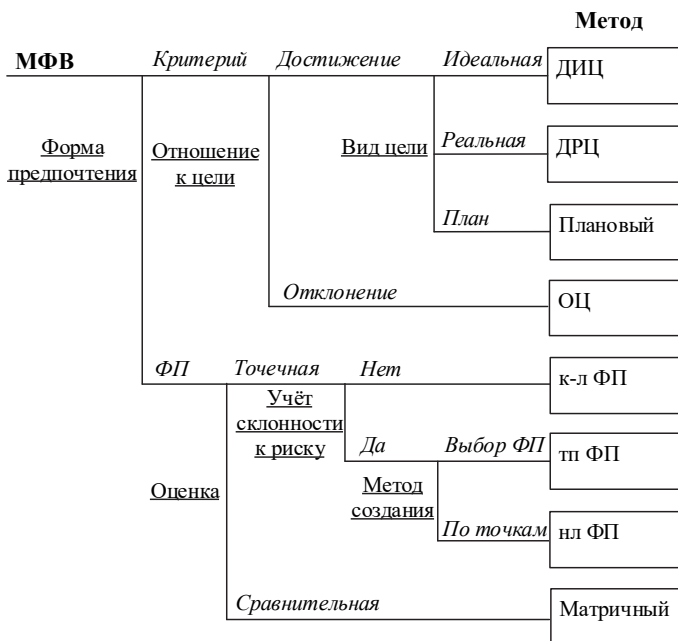 Метод
МФВ
Критерий
Достижение
Идеальная
ДИЦ
Форма
предпочтения
Отношение
к цели
Вид цели
Реальная
ДРЦ
План
Плановый
Отклонение
ОЦ
ФП
Точечная
Нет
к-л ФП
Учёт
склонности
к риску
Да
Выбор ФП
тп ФП
Оценка
Метод
создания
По точкам
нл ФП
Сравнительная
Матричный